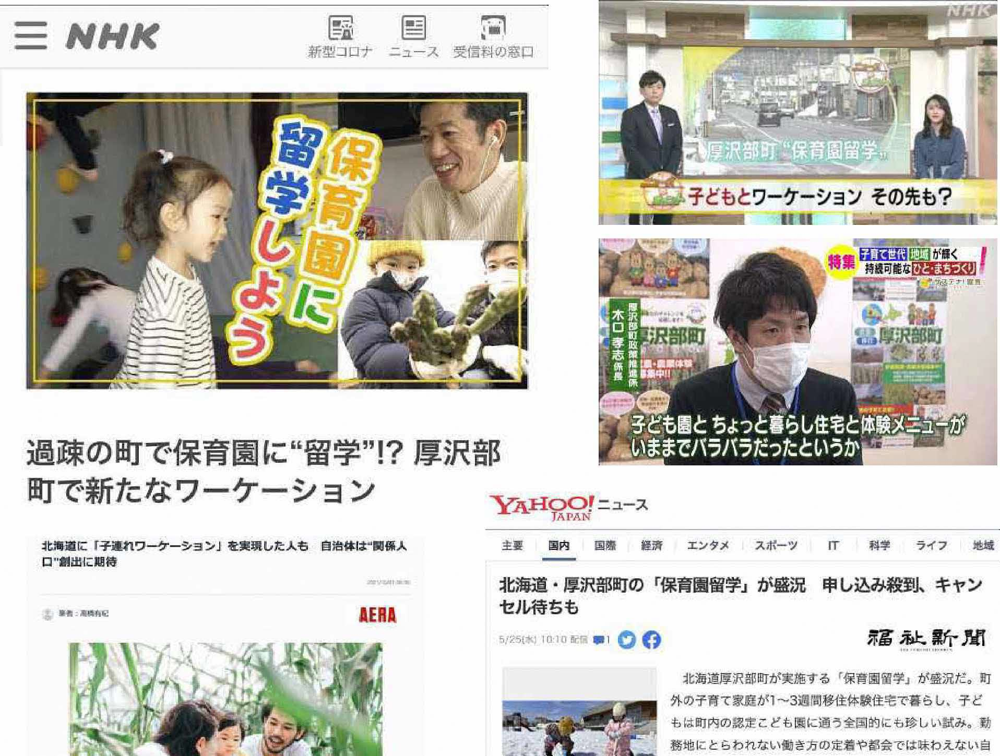 NHK
新型コロナ
ニュース
受信料の窓口
保育園に
留学しよう
過疎の町で保育園に“留学”!? 厚沢部
町で新たなワーケーション
NHK
厚沢部町 “保育園留学”
子どもとワーケーション その先も？
特集
子育て世代 地域 が輝く
持続可能な ひと・まちづくり
サステナ! 宣言
厚沢部町政策推進係
木口 孝志 係長
厚沢部町
厚沢部町
子ども園と ちょっと暮らし住宅と体験メニューが
いままでバラバラだったというか
北海道に「子連れワーケーション」を実現した人も　自治体は“関係人
口”創出に期待
筆者：高橋有紀
AERA
YAHOO! ニュース
JAPAN
主要 国内 国際 経済 エンタメ スポーツ IT 科学 ライフ 地域
北海道・厚沢部町の「保育園留学」が盛況　申し込み殺到、キャン
セル待ちも
5/25(水) 10:10 配信 1
福祉新聞
北海道厚沢部町が実施する「保育園留学」が盛況だ。町
外の子育て家庭が1〜3週間移住体験住宅で暮らし、子ど
もは町内の認定こども園に通う全国的にも珍しい試み。勤
務地にとらわれない働き方の定着や都会では味わえない自